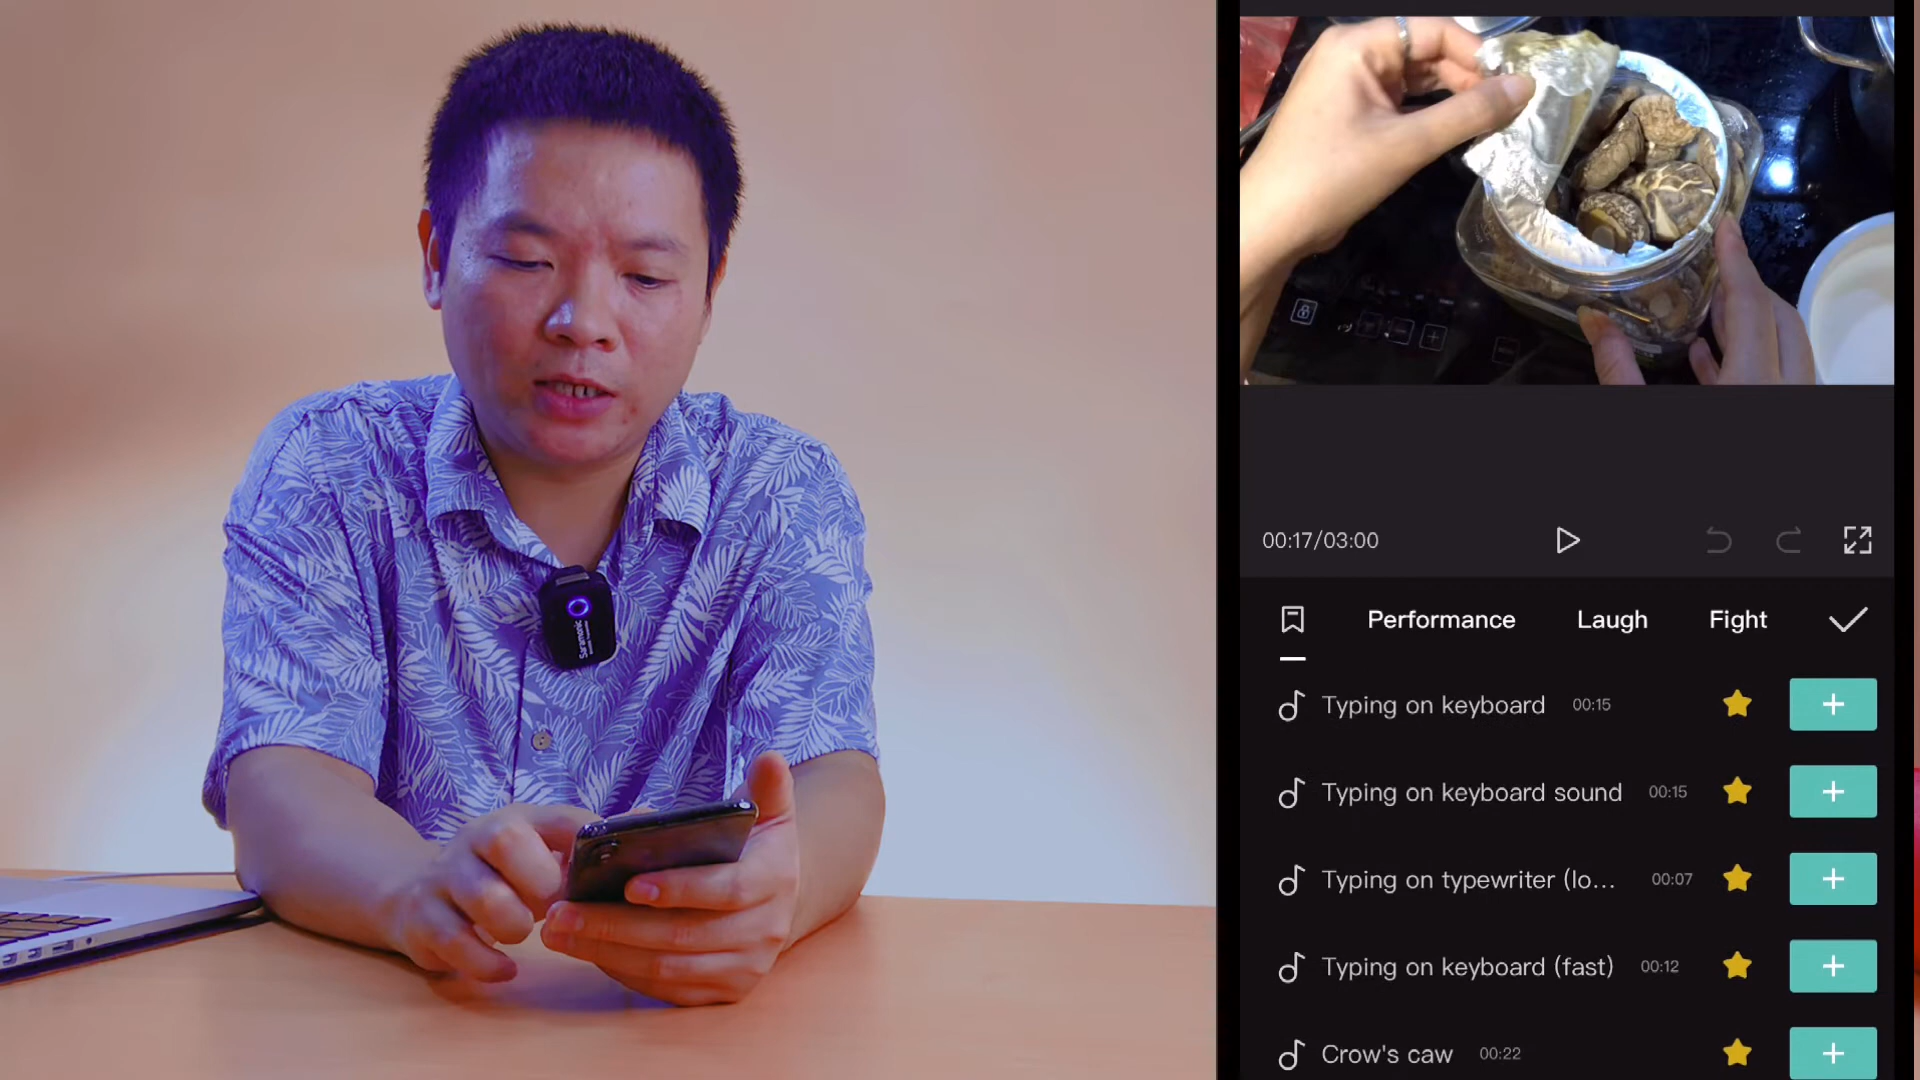 Saramonic
00:17/03:00
Performance Laugh Fight
Typing on keyboard 00:15
Typing on keyboard sound 00:15
Typing on typewriter (lo... 00:07
Typing on keyboard (fast) 00:12
Crow's caw 00:22